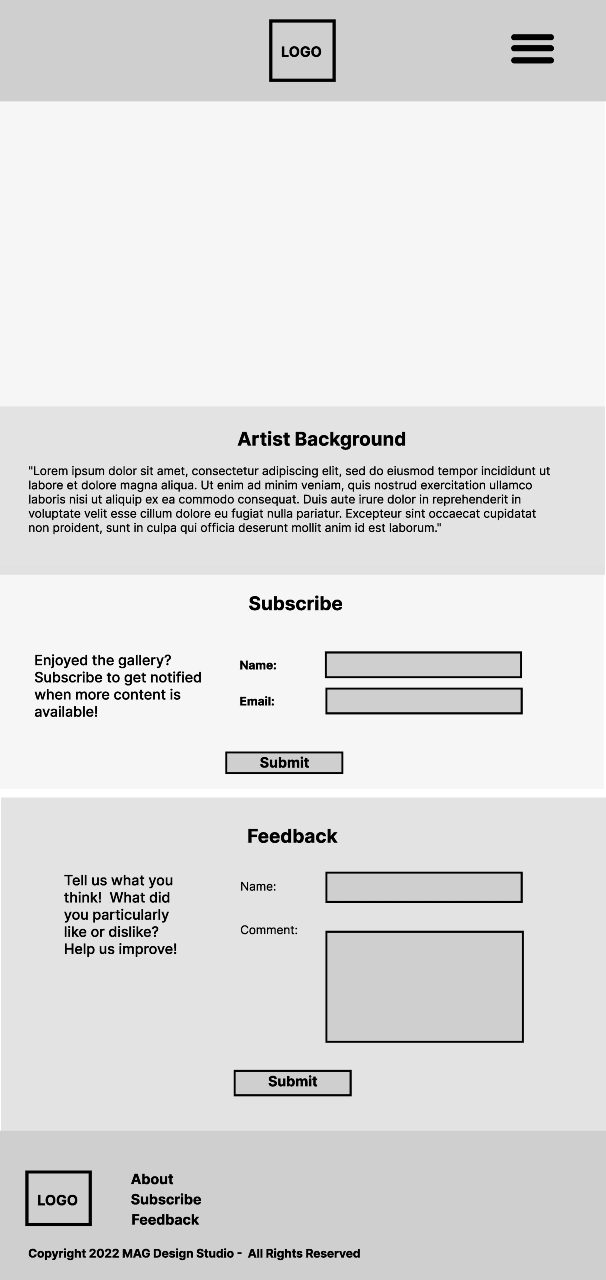 LOGO
Artist Background
"Lorem ipsum dolor sit amet, consectetur adipiscing elit, sed do eiusmod tempor incididunt ut
labore et dolore magna aliqua. Ut enim ad minim veniam, quis nostrud exercitation ullamco
laboris nisi ut aliquip ex ea commodo consequat. Duis aute irure dolor in reprehenderit in
voluptate velit esse cillum dolore eu fugiat nulla pariatur. Excepteur sint occaecat cupidatat
non proident, sunt in culpa qui officia deserunt mollit anim id est laborum."
Subscribe
Enjoyed the gallery?
Subscribe to get notified
when more content is
available!
Name:
Email:
Submit
Feedback
Tell us what you
think!  What did
you particularly
like or dislike?
Help us improve!
Name:
Comment:
Submit
LOGO
About
Subscribe
Feedback
Copyright 2022 MAG Design Studio -  All Rights Reserved